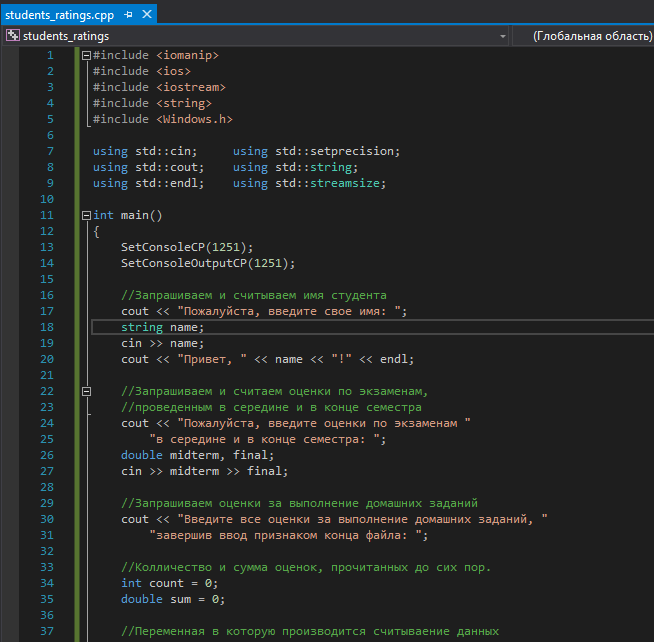 students_ratings.cpp
students_ratings (Глобальная область)
1 #include <iomanip>
2 #include <ios>
3 #include <iostream>
4 #include <string>
5 #include <Windows.h>
6
7 using std::cin; using std::setprecision;
8 using std::cout; using std::string;
9 using std::endl; using std::streamsize;
10
11 int main()
12 {
13 SetConsoleCP(1251);
14 SetConsoleOutputCP(1251);
15
16 //Запрашиваем и считываем имя студента
17 cout << "Пожалуйста, введите свое имя: ";
18 string name;
19 cin >> name;
20 cout << "Привет, " << name << "!" << endl;
21
22 //Запрашиваем и считаем оценки по экзаменам,
23 //проведенным в середине и в конце семестра
24 cout << "Пожалуйста, введите оценки по экзаменам "
25 "в середине и в конце семестра: ";
26 double midterm, final;
27 cin >> midterm >> final;
28
29 //Запрашиваем оценки за выполнение домашних заданий
30 cout << "Введите все оценки за выполнение домашних заданий, "
31 "завершив ввод признаком конца файла: ";
32
33 //Колличество и сумма оценок, прочитанных до сих пор.
34 int count = 0;
35 double sum = 0;
36
37 //Переменная в которую производится считываение данных